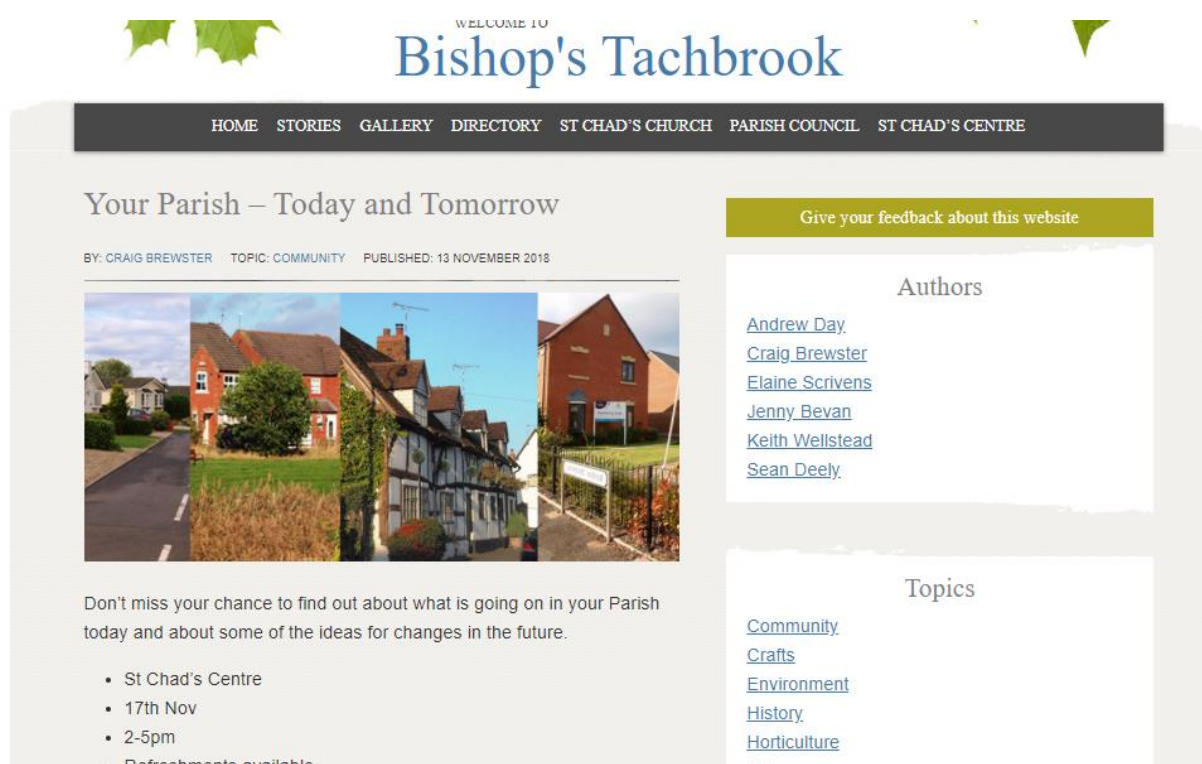 WELCOME TO
Bishop's Tachbrook
HOME STORIES GALLERY DIRECTORY ST CHAD'S CHURCH PARISH COUNCIL ST CHAD'S CENTRE
Your Parish – Today and Tomorrow
BY: CRAIG BREWSTER TOPIC: COMMUNITY PUBLISHED: 13 NOVEMBER 2018
Don't miss your chance to find out about what is going on in your Parish
today and about some of the ideas for changes in the future.
• St Chad's Centre
• 17th Nov
• 2-5pm
Refreshments available
Give your feedback about this website
Authors
Andrew Day
Craig Brewster
Elaine Scrivens
Jenny Bevan
Keith Wellstead
Sean Deely
Topics
Community
Crafts
Environment
History
Horticulture